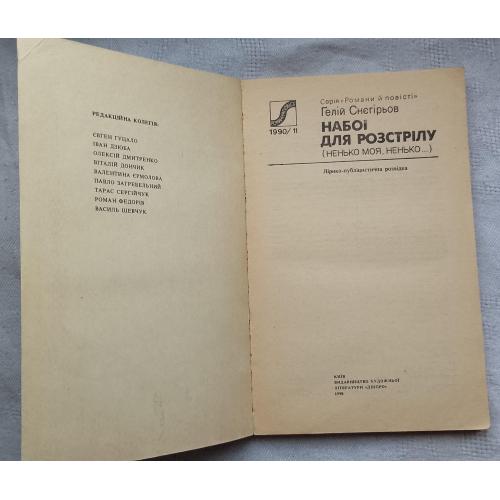 РЕДАКЦІЙНА КОЛЕГІЯ:
ЄВГЕН ГУЦАЛО
ІВАН ДЗЮБА
ОЛЕКСІЙ ДМИТРЕНКО
ВІТАЛІЙ ДОНЧИК
ВАЛЕНТИНА ЄРМОЛОВА
ПАВЛО ЗАГРЕБЕЛЬНИЙ
ТАРАС СЕРГІЙЧУК
РОМАН ФЕДОРІВ
ВАСИЛЬ ШЕВЧУК
1990/11
Серія «Романи й повісті»
Гелій Снєгірьов
НАБОЇ
ДЛЯ РОЗСТРІЛУ
(НЕНЬКО МОЯ, НЕНЬКО...)
Лірико-публіцистична розвідка
КИЇВ
ВИДАВНИЦТВО ХУДОЖНЬОЇ
ЛІТЕРАТУРИ «ДНІПРО»
1990